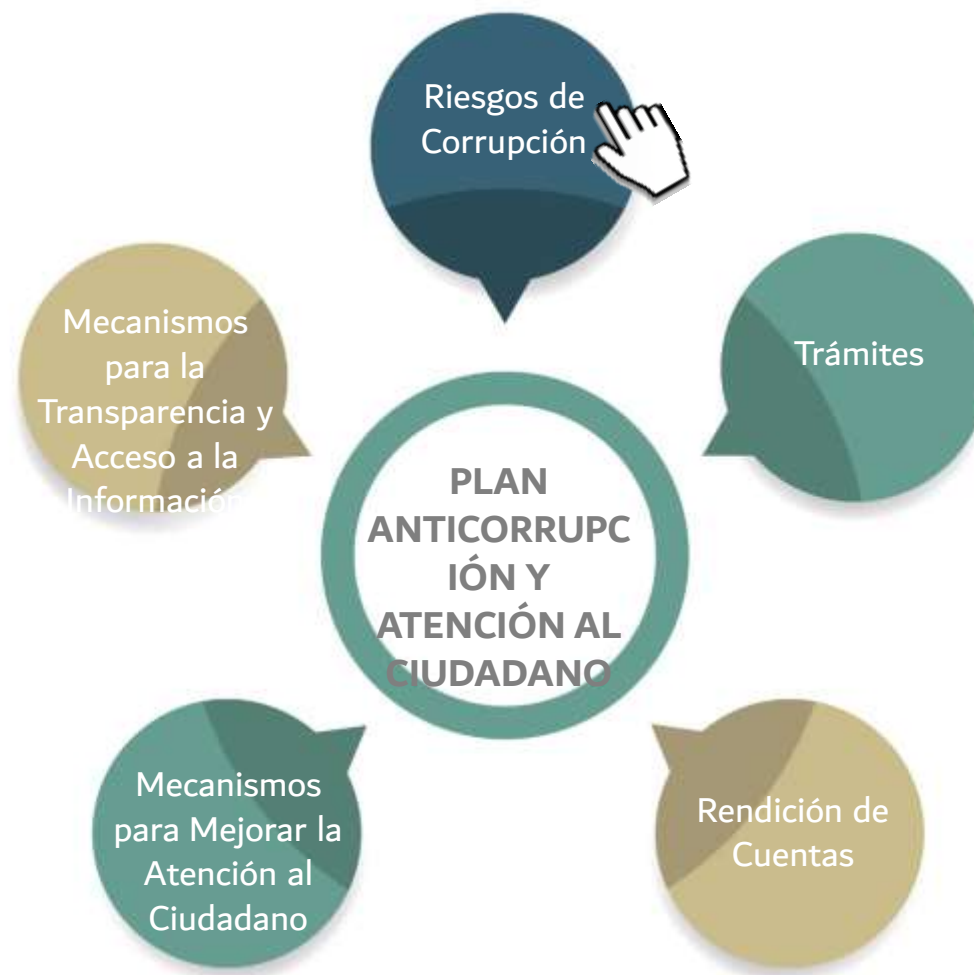 Riesgos de
Corrupción
Trámites
Mecanismos
para la
Transparencia y
Acceso a la
Información
PLAN
ANTICORRUPC
IÓN Y
ATENCIÓN AL
CIUDADANO
Mecanismos
para Mejorar la
Atención al
Ciudadano
Rendición de
Cuentas